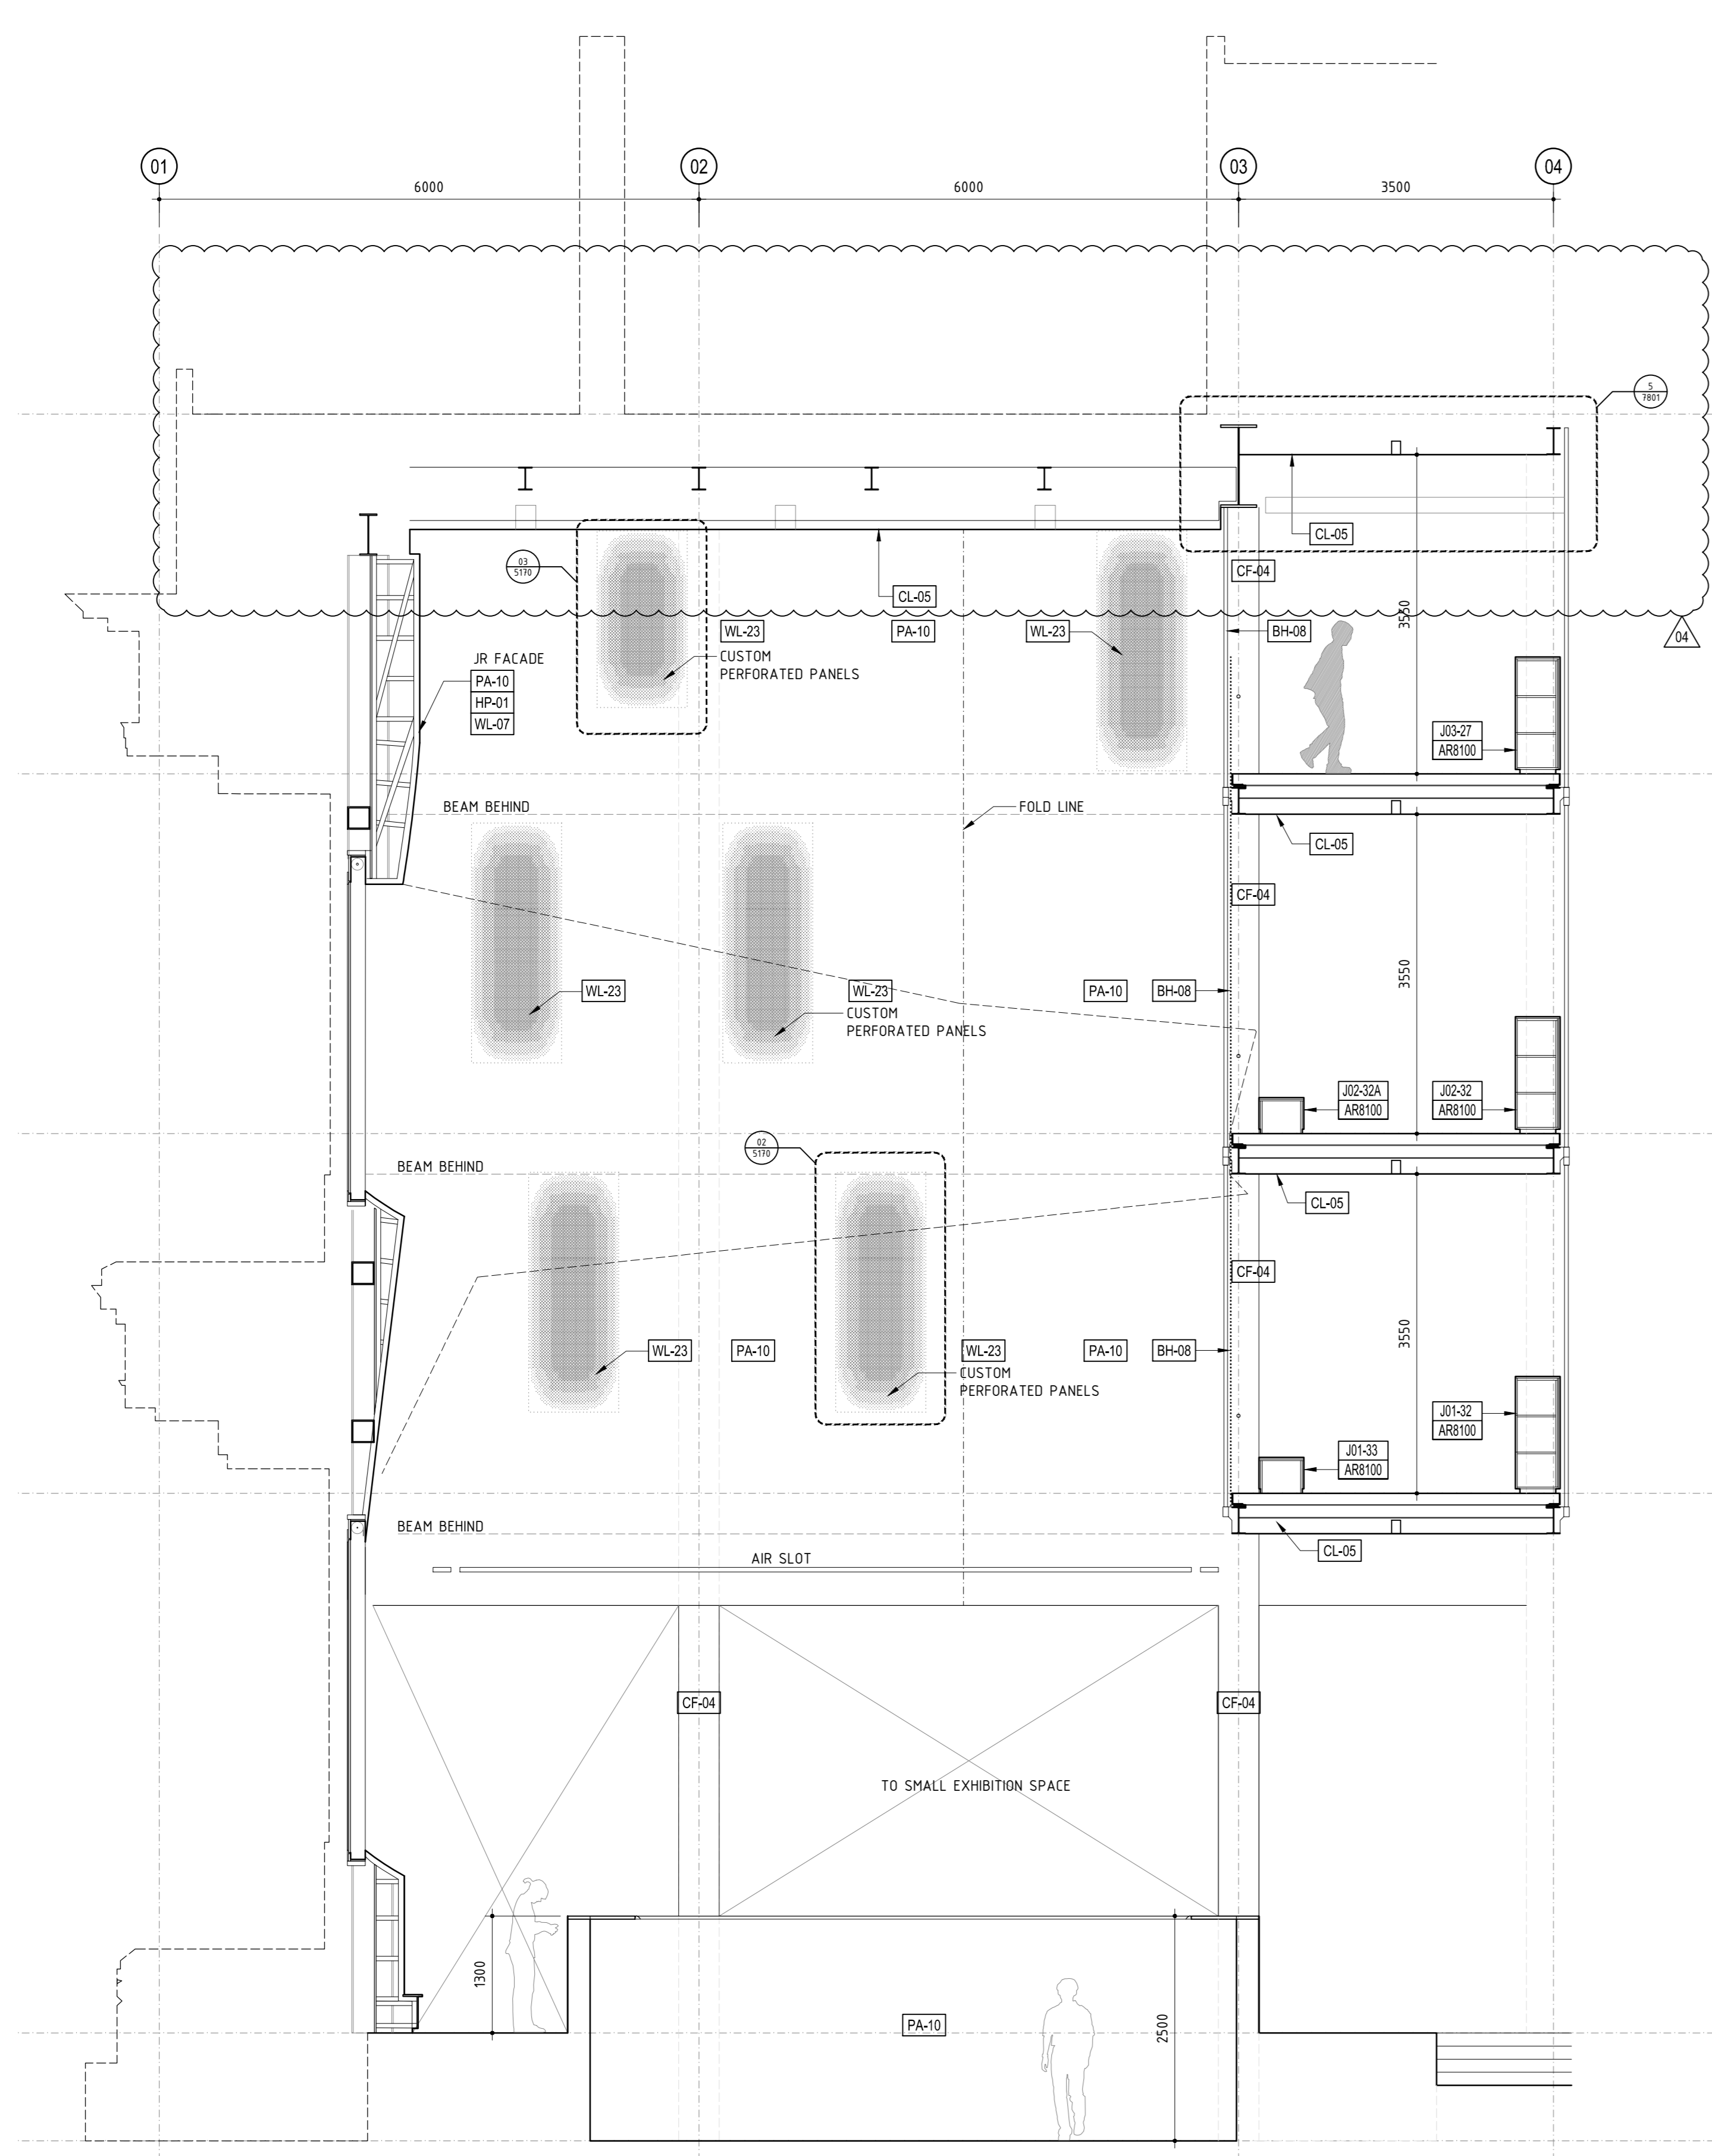 01
02
03
04
6000
6000
3500
5
7801
CL-05
03
5170
CF-04
CL-05
3550
WL-23
PA-10
WL-23
BH-08
04
CUSTOM
PERFORATED PANELS
JR FACADE
PA-10
HP-01
WL-07
J03-27
AR8100
BEAM BEHIND
FOLD LINE
CL-05
CF-04
3550
WL-23
WL-23
PA-10
BH-08
CUSTOM
PERFORATED PANELS
J02-32A
AR8100
J02-32
AR8100
02
5170
BEAM BEHIND
CL-05
CF-04
3550
WL-23
PA-10
WL-23
PA-10
BH-08
CUSTOM
PERFORATED PANELS
J01-32
AR8100
J01-33
AR8100
BEAM BEHIND
CL-05
AIR SLOT
CF-04
CF-04
TO SMALL EXHIBITION SPACE
1300
2500
PA-10